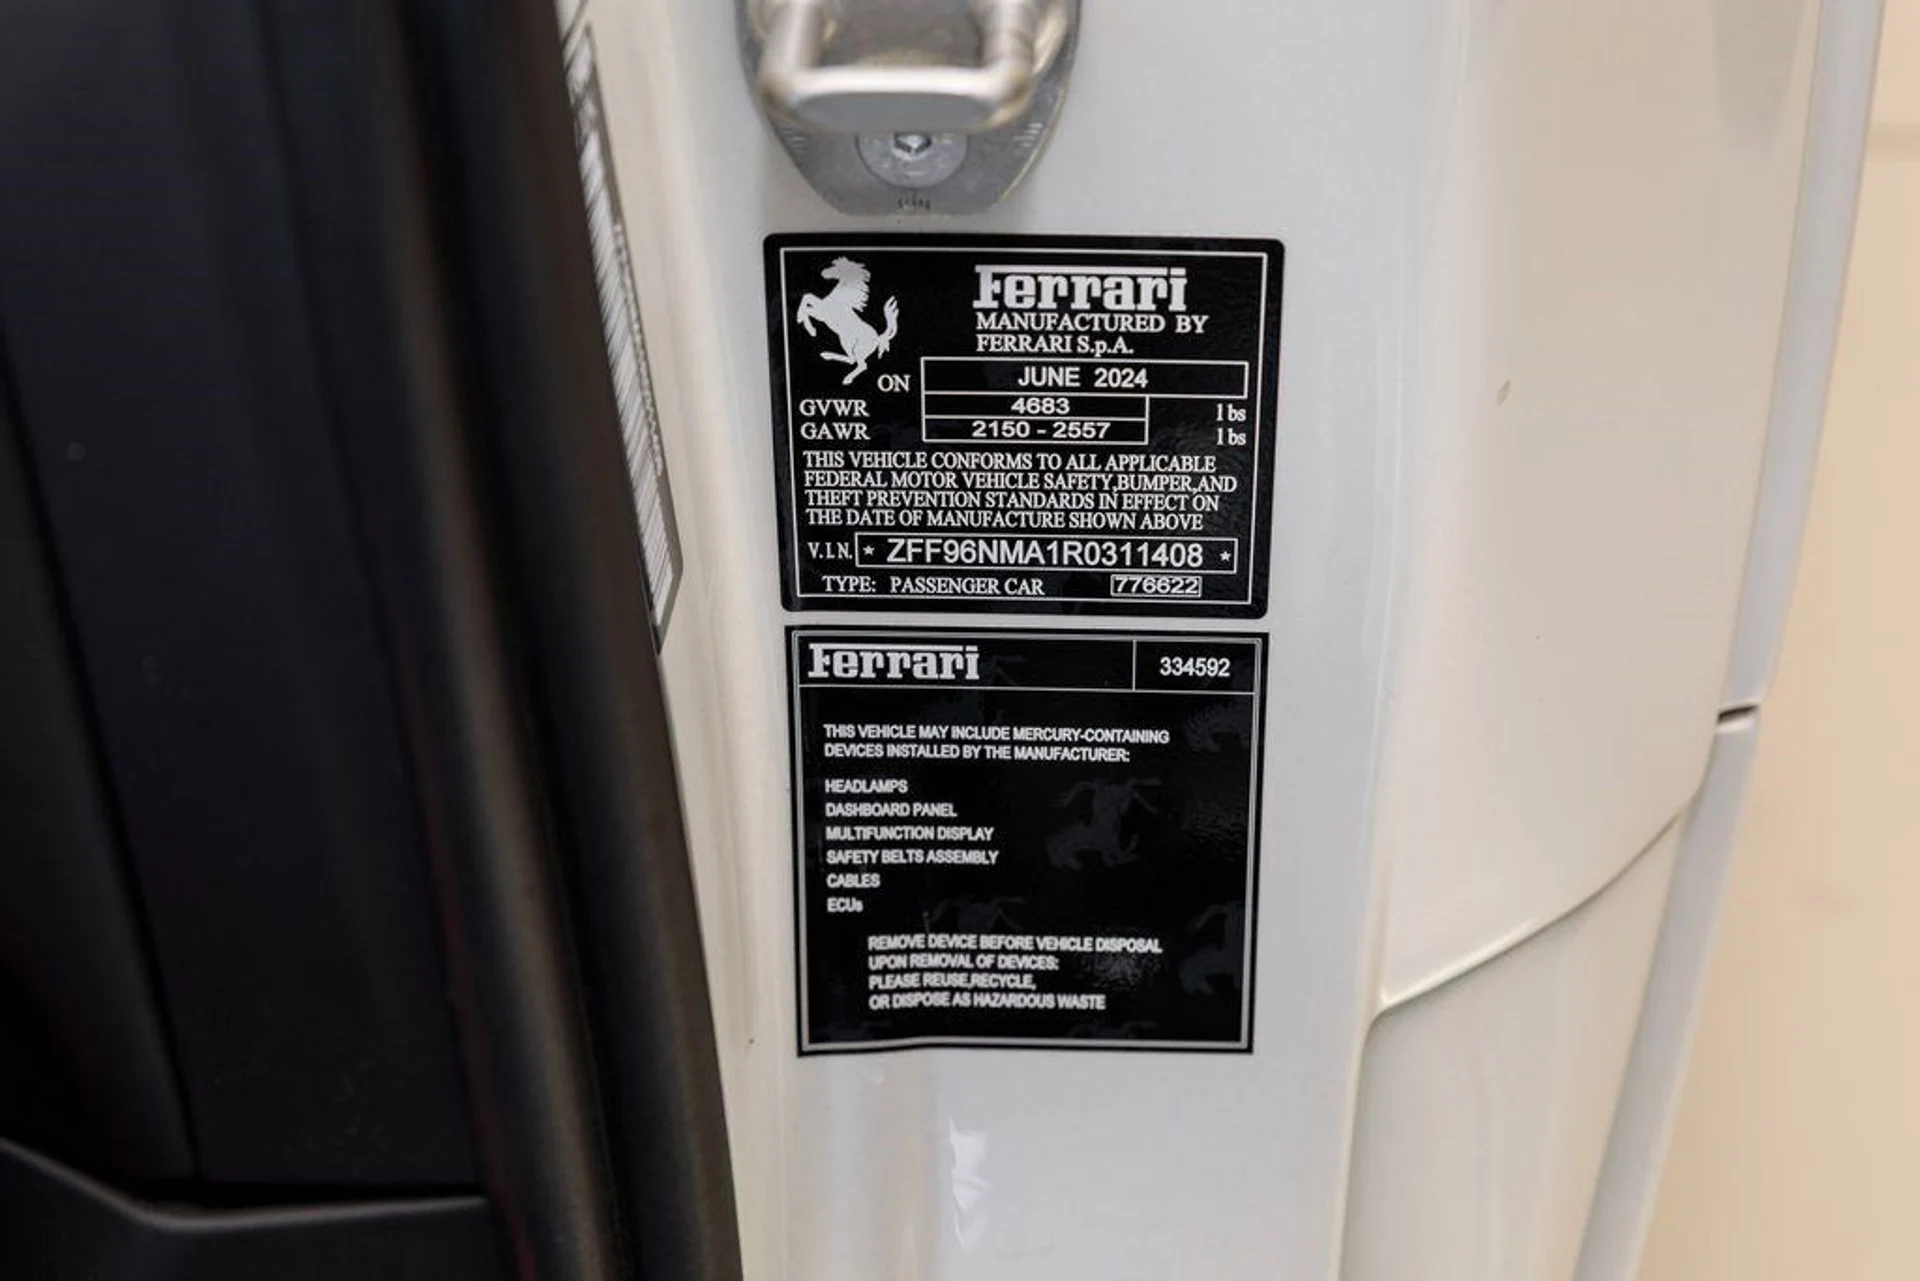 Ferrari
MANUFACTURED BY
FERRARI S.p.A.
ON JUNE 2024
GVWR 4683 lbs
GAWR 2150 - 2557 lbs
THIS VEHICLE CONFORMS TO ALL APPLICABLE
FEDERAL MOTOR VEHICLE SAFETY,BUMPER,AND
THEFT PREVENTION STANDARDS IN EFFECT ON
THE DATE OF MANUFACTURE SHOWN ABOVE
V.I.N. * ZFF96NMA1R0311408 *
TYPE: PASSENGER CAR 776622
Ferrari 334592
THIS VEHICLE MAY INCLUDE MERCURY-CONTAINING
DEVICES INSTALLED BY THE MANUFACTURER:
HEADLAMPS
DASHBOARD PANEL
MULTIFUNCTION DISPLAY
SAFETY BELTS ASSEMBLY
CABLES
ECUs
REMOVE DEVICE BEFORE VEHICLE DISPOSAL
UPON REMOVAL OF DEVICES:
PLEASE REUSE,RECYCLE,
OR DISPOSE AS HAZARDOUS WASTE